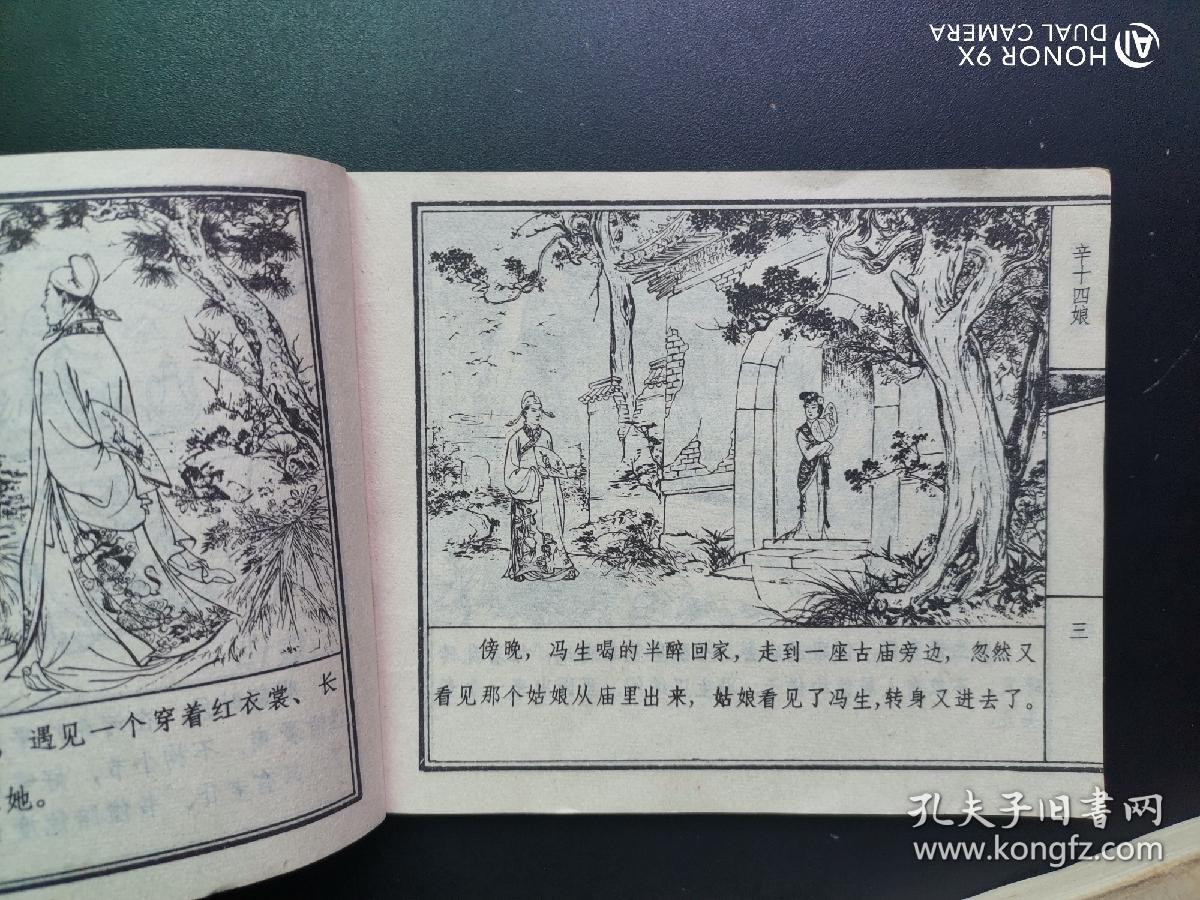 HONOR 9X
AI DUAL CAMERA
遇见一个穿着红衣裳、长
她。
辛十四娘
三
傍晚，冯生喝的半醉回家，走到一座古庙旁边，忽然又
看见那个姑娘从庙里出来，姑娘看见了冯生，转身又进去了。
孔夫子旧书网
www.kongfz.com